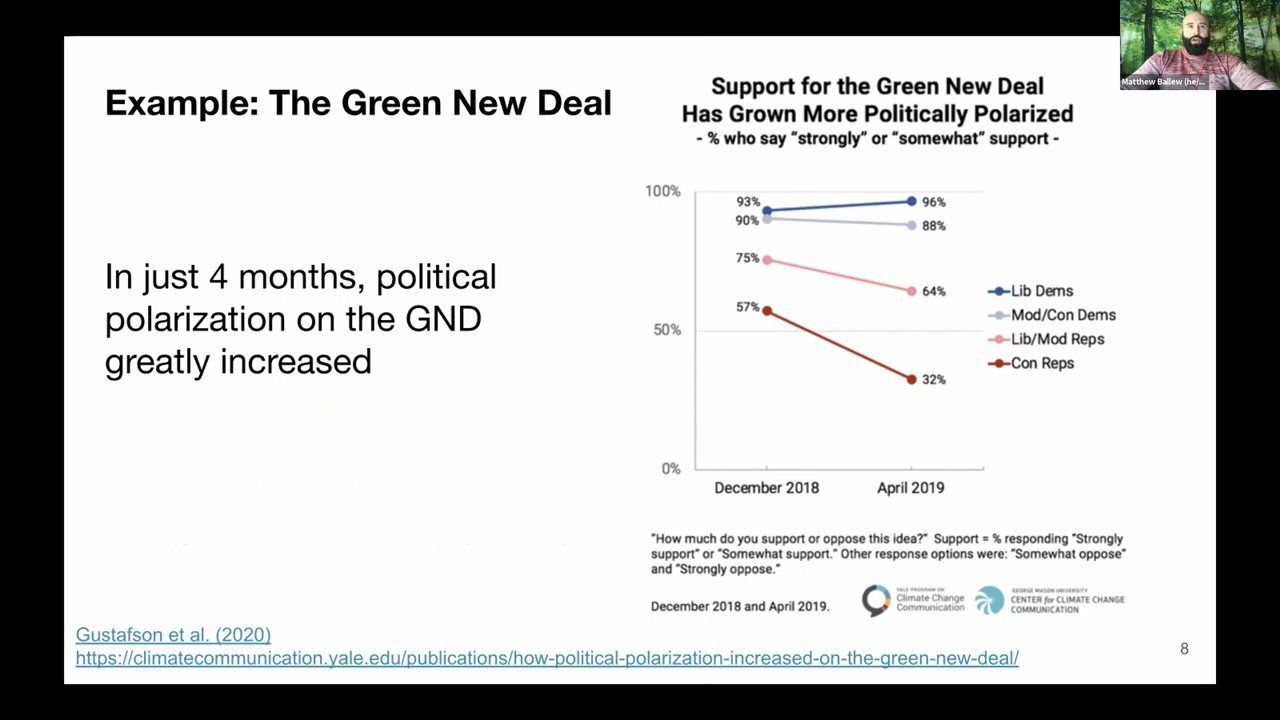 Matthew Ballew (he/...
Example: The Green New Deal
In just 4 months, political
polarization on the GND
greatly increased
Support for the Green New Deal
Has Grown More Politically Polarized
- % who say “strongly” or “somewhat” support -
100%
50%
0%
93%
90%
75%
57%
96%
88%
64%
32%
Lib Dems
Mod/Con Dems
Lib/Mod Reps
Con Reps
December 2018
April 2019
“How much do you support or oppose this idea?” Support = % responding “Strongly
support” or “Somewhat support.” Other response options were: “Somewhat oppose”
and “Strongly oppose.”
December 2018 and April 2019.
YALE PROGRAM ON
Climate Change
Communication
GEORGE MASON UNIVERSITY
CENTER for CLIMATE CHANGE
COMMUNICATION
Gustafson et al. (2020)
https://climatecommunication.yale.edu/publications/how-political-polarization-increased-on-the-green-new-deal/
8